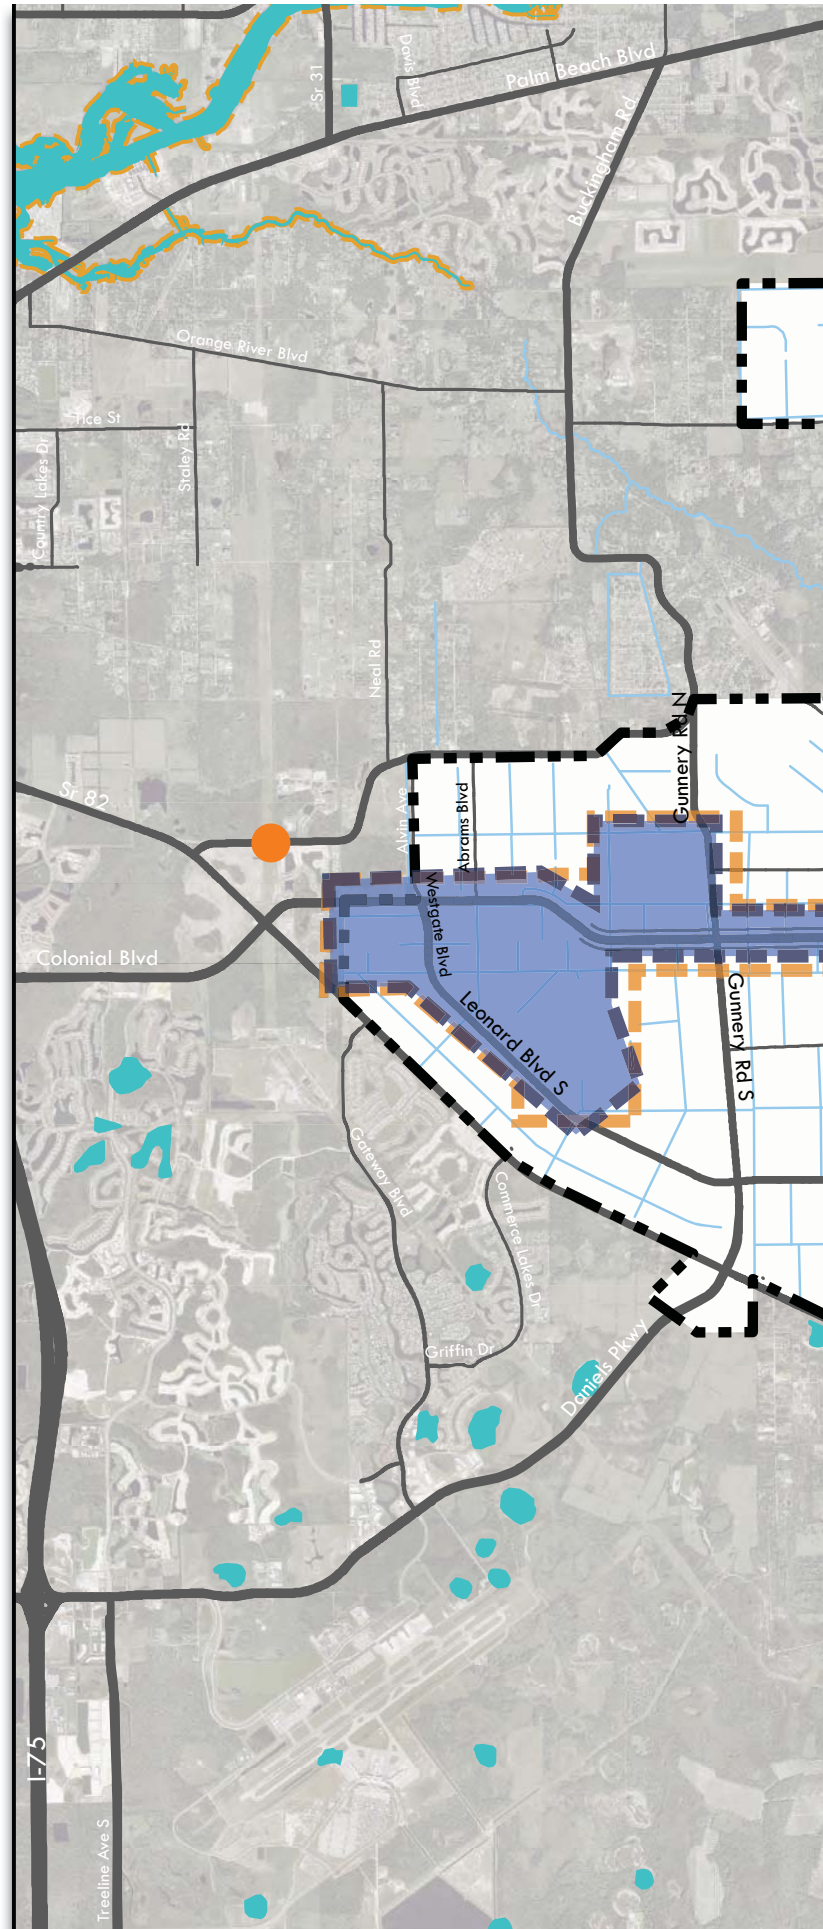 Sr 31
Davis Blvd
Palm Beach Blvd
Buckingham Rd
Orange River Blvd
Tice St
Staley Rd
Country Lakes Dr
Neal Rd
Gunnery Rd N
Sr 82
Alvin Ave
Abrams Blvd
Westgate Blvd
Colonial Blvd
Leonard Blvd S
Gunnery Rd S
Gateway Blvd
Commerce Lakes Dr
Griffin Dr
Daniels Pkwy
I-75
Treeline Ave S